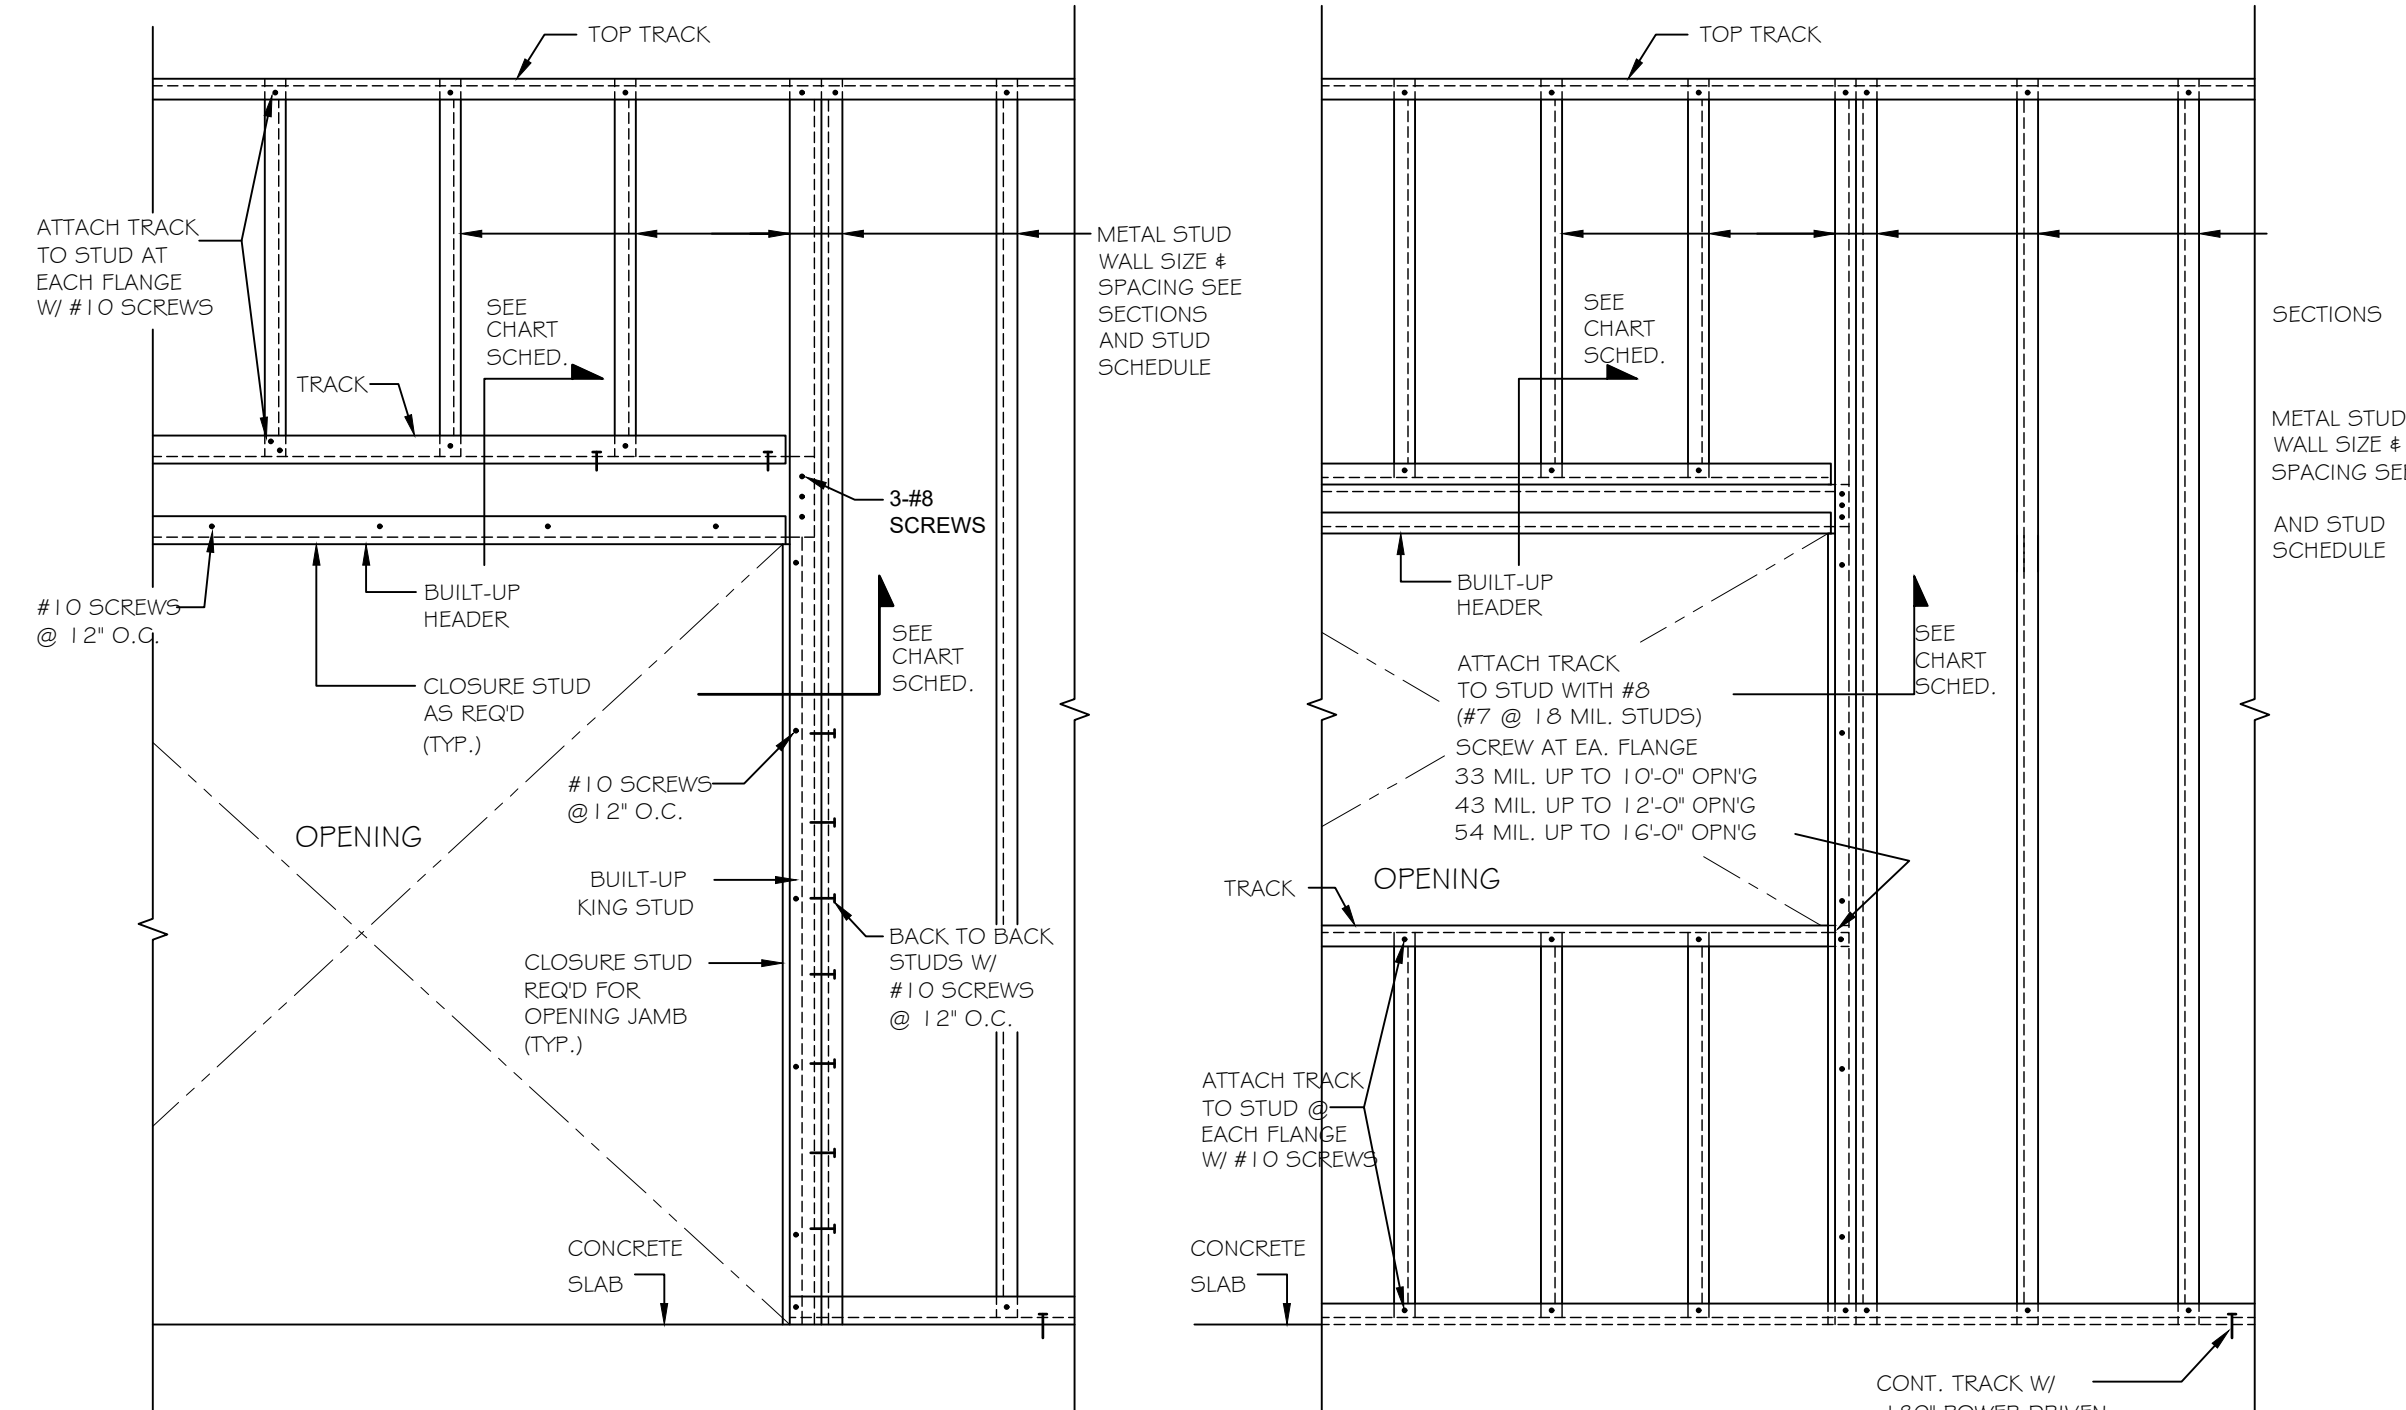 TOP TRACK
ATTACH TRACK
TO STUD AT
EACH FLANGE
W/ #10 SCREWS
SEE
CHART
SCHED.
TRACK
METAL STUD
WALL SIZE &
SPACING SEE
SECTIONS
AND STUD
SCHEDULE
3-#8
SCREWS
#10 SCREWS
@ 12" O.C.
BUILT-UP
HEADER
CLOSURE STUD
AS REQ'D
(TYP.)
SEE
CHART
SCHED.
#10 SCREWS
@12" O.C.
OPENING
BUILT-UP
KING STUD
CLOSURE STUD
REQ'D FOR
OPENING JAMB
(TYP.)
BACK TO BACK
STUDS W/
#10 SCREWS
@ 12" O.C.
CONCRETE
SLAB
TOP TRACK
SEE
CHART
SCHED.
SECTIONS
METAL STUD
WALL SIZE &
SPACING SEE
AND STUD
SCHEDULE
BUILT-UP
HEADER
SEE
CHART
SCHED.
ATTACH TRACK
TO STUD WITH #8
(#7 @ 18 MIL. STUDS)
SCREW AT EA. FLANGE
33 MIL. UP TO 10'-0" OPN'G
43 MIL. UP TO 12'-0" OPN'G
54 MIL. UP TO 16'-0" OPN'G
TRACK
OPENING
ATTACH TRACK
TO STUD @
EACH FLANGE
W/ #10 SCREWS
CONCRETE
SLAB
CONT. TRACK W/
POWER DRIVEN